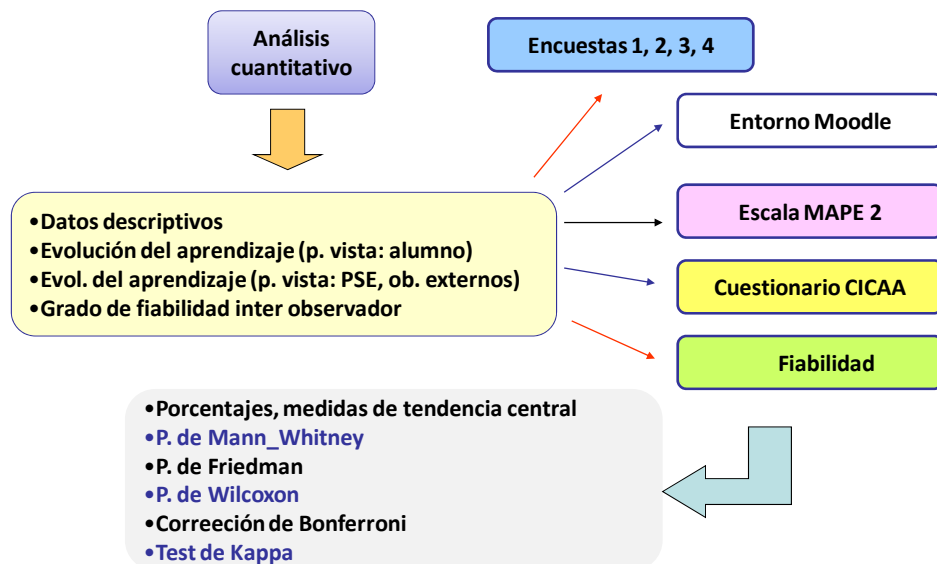 Análisis
cuantitativo
Encuestas 1, 2, 3, 4
Entorno Moodle
Escala MAPE 2
Cuestionario CICAA
Fiabilidad
•Datos descriptivos
•Evolución del aprendizaje (p. vista: alumno)
•Evol. del aprendizaje (p. vista: PSE, ob. externos)
•Grado de fiabilidad inter observador
•Porcentajes, medidas de tendencia central
•P. de Mann_Whitney
•P. de Friedman
•P. de Wilcoxon
•Correeción de Bonferroni
•Test de Kappa